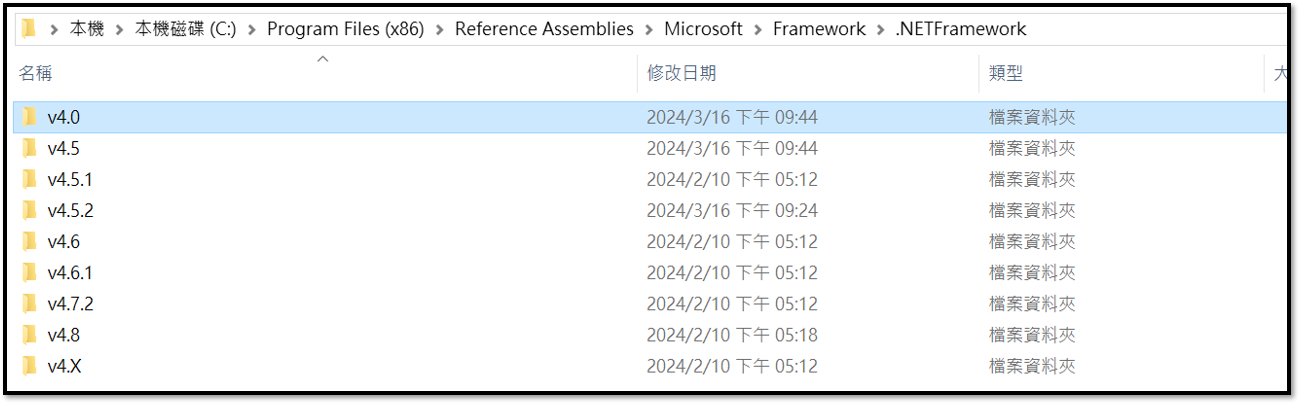 本機 > 本機磁碟 (C:) > Program Files (x86) > Reference Assemblies > Microsoft > Framework > .NETFramework
名稱 修改日期 類型 大
v4.0 2024/3/16 下午 09:44 檔案資料夾
v4.5 2024/3/16 下午 09:44 檔案資料夾
v4.5.1 2024/2/10 下午 05:12 檔案資料夾
v4.5.2 2024/3/16 下午 09:24 檔案資料夾
v4.6 2024/2/10 下午 05:12 檔案資料夾
v4.6.1 2024/2/10 下午 05:12 檔案資料夾
v4.7.2 2024/2/10 下午 05:12 檔案資料夾
v4.8 2024/2/10 下午 05:18 檔案資料夾
v4.X 2024/2/10 下午 05:12 檔案資料夾